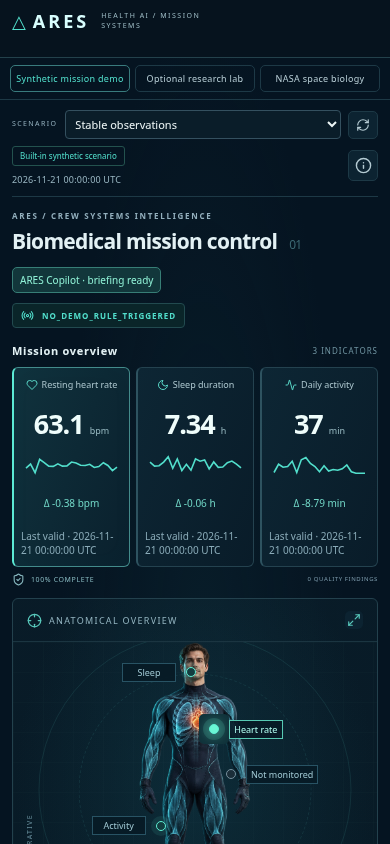 △ ARES
HEALTH AI / MISSION
SYSTEMS
Synthetic mission demo
Optional research lab
NASA space biology
SCENARIO
Stable observations
Built-in synthetic scenario
2026-11-21 00:00:00 UTC
ARES / CREW SYSTEMS INTELLIGENCE
Biomedical mission control 01
ARES Copilot · briefing ready
NO_DEMO_RULE_TRIGGERED
Mission overview
3 INDICATORS
Resting heart rate
63.1 bpm
Δ -0.38 bpm
Last valid · 2026-11-
21 00:00:00 UTC
Sleep duration
7.34 h
Δ -0.06 h
Last valid · 2026-11-
21 00:00:00 UTC
Daily activity
37 min
Δ -8.79 min
Last valid · 2026-11-
21 00:00:00 UTC
100% COMPLETE
0 QUALITY FINDINGS
ANATOMICAL OVERVIEW
Sleep
Heart rate
Not monitored
Activity